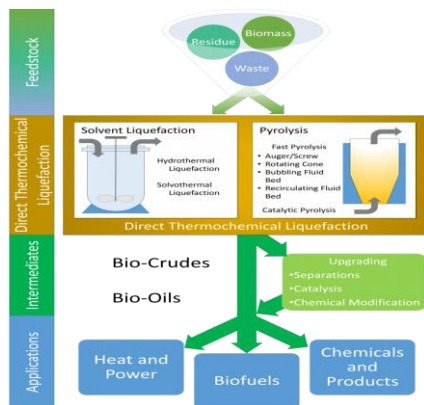 Feedstock
Residue
Biomass
Waste
Direct Thermochemical
Liquefaction
Solvent Liquefaction
Hydrothermal
Liquefaction
Solvothermal
Liquefaction
Pyrolysis
Fast Pyrolysis
• Auger/Screw
• Rotating Cone
• Bubbling Fluid
Bed
• Recirculating Fluid
Bed
Catalytic Pyrolysis
Direct Thermochemical Liquefaction
Intermediates
Bio-Crudes
Bio-Oils
Upgrading
•Separations
•Catalysis
•Chemical Modification
Applications
Heat and
Power
Biofuels
Chemicals
and
Products